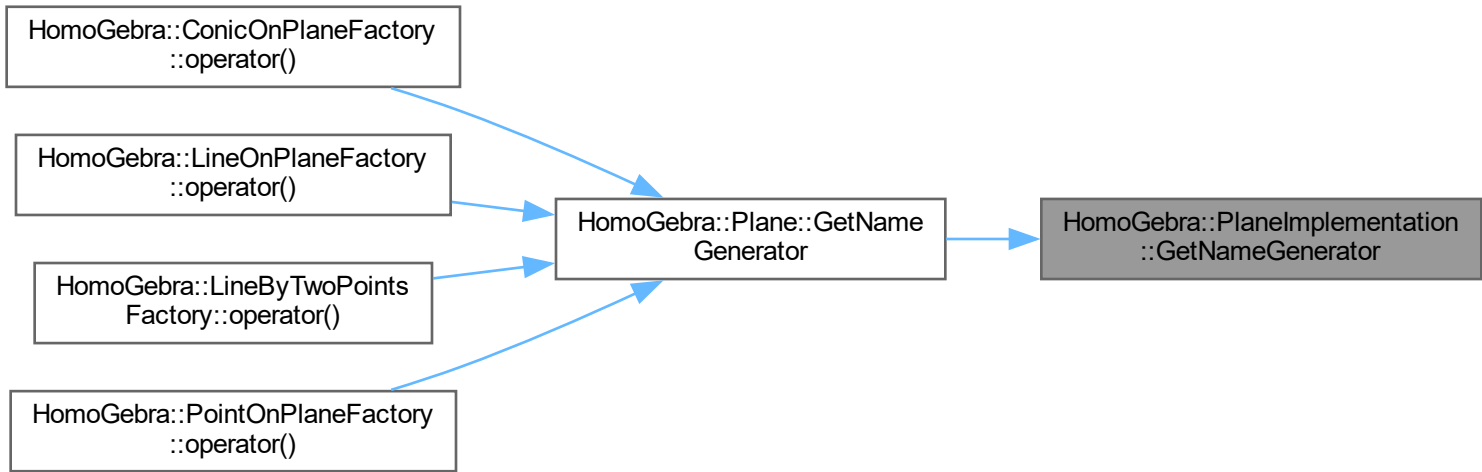 HomoGebra::ConicOnPlaneFactory
::operator()
HomoGebra::LineOnPlaneFactory
::operator()
HomoGebra::LineByTwoPoints
Factory::operator()
HomoGebra::PointOnPlaneFactory
::operator()
HomoGebra::Plane::GetName
Generator
HomoGebra::PlaneImplementation
::GetNameGenerator